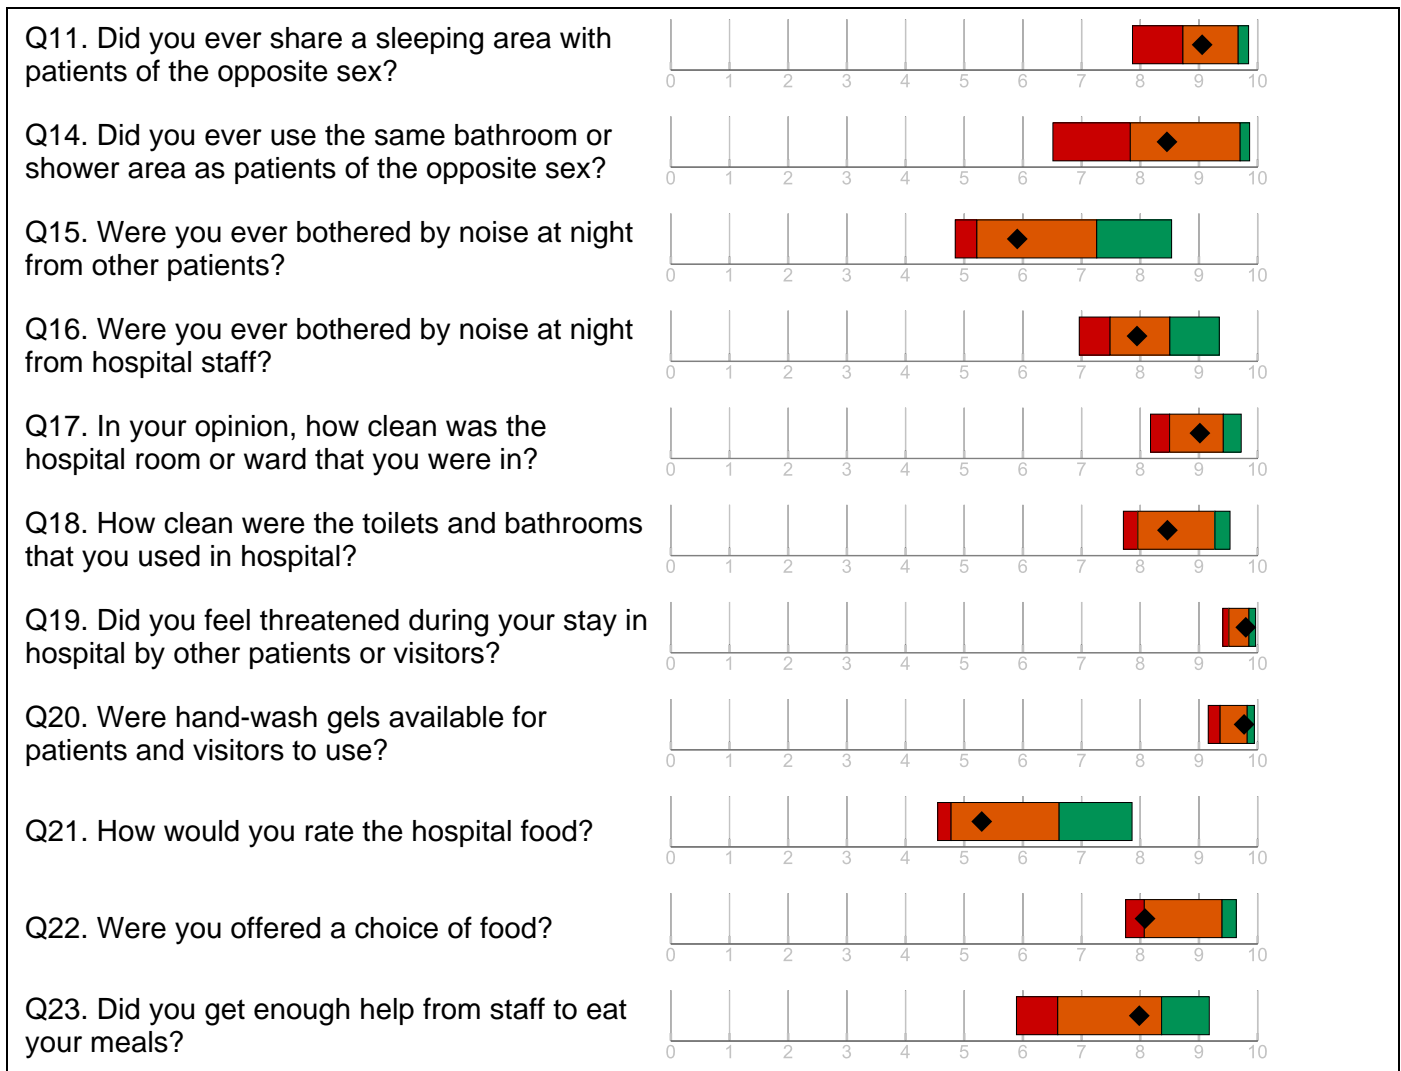 Q11. Did you ever share a sleeping area with
patients of the opposite sex?
0 1 2 3 4 5 6 7 8 9 10
Q14. Did you ever use the same bathroom or
shower area as patients of the opposite sex?
0 1 2 3 4 5 6 7 8 9 10
Q15. Were you ever bothered by noise at night
from other patients?
0 1 2 3 4 5 6 7 8 9 10
Q16. Were you ever bothered by noise at night
from hospital staff?
0 1 2 3 4 5 6 7 8 9 10
Q17. In your opinion, how clean was the
hospital room or ward that you were in?
0 1 2 3 4 5 6 7 8 9 10
Q18. How clean were the toilets and bathrooms
that you used in hospital?
0 1 2 3 4 5 6 7 8 9 10
Q19. Did you feel threatened during your stay in
hospital by other patients or visitors?
0 1 2 3 4 5 6 7 8 9 10
Q20. Were hand-wash gels available for
patients and visitors to use?
0 1 2 3 4 5 6 7 8 9 10
Q21. How would you rate the hospital food?
0 1 2 3 4 5 6 7 8 9 10
Q22. Were you offered a choice of food?
0 1 2 3 4 5 6 7 8 9 10
Q23. Did you get enough help from staff to eat
your meals?
0 1 2 3 4 5 6 7 8 9 10